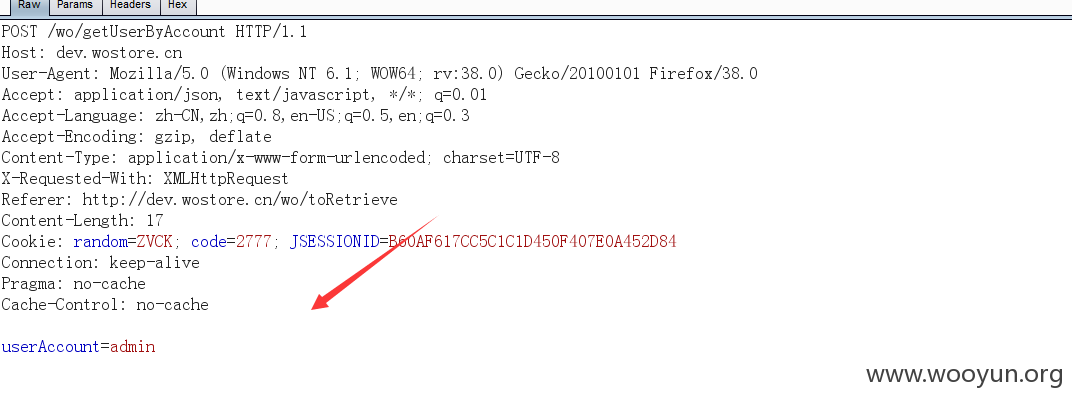 Raw Params Headers Hex
POST /wo/getUserByAccount HTTP/1.1
Host: dev.wostore.cn
User-Agent: Mozilla/5.0 (Windows NT 6.1; WOW64; rv:38.0) Gecko/20100101 Firefox/38.0
Accept: application/json, text/javascript, */*; q=0.01
Accept-Language: zh-CN,zh;q=0.8,en-US;q=0.5,en;q=0.3
Accept-Encoding: gzip, deflate
Content-Type: application/x-www-form-urlencoded; charset=UTF-8
X-Requested-With: XMLHttpRequest
Referer: http://dev.wostore.cn/wo/toRetrieve
Content-Length: 17
Cookie: random=ZVCK; code=2777; JSESSIONID=B60AF617CC5C1C1D450F407E0A452D84
Connection: keep-alive
Pragma: no-cache
Cache-Control: no-cache
userAccount=admin
www.wooyun.org